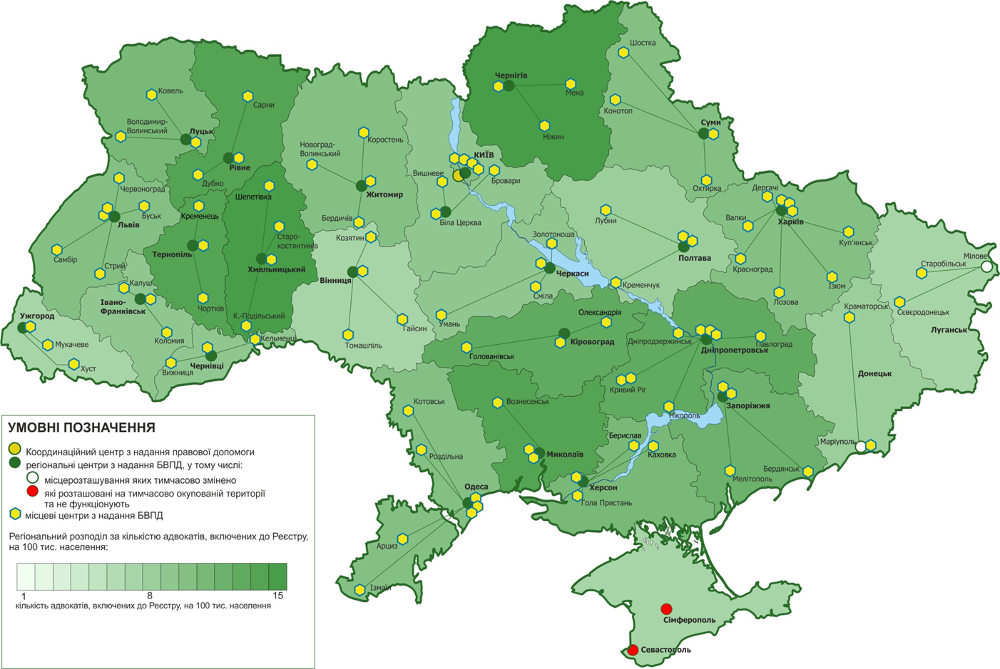 Шостка
Чернігів
Мена
Ковель
Сарни
Конотоп
Суми
Володимир-
Волинський
Луцьк
Ніжин
Коростень
Новоград-
Волинський
КИЇВ
Рівне
Вишневе
Бровари
Дубно
Охтирка
Дергачі
Червоноград
Шепетівка
Житомир
Буськ
Кременець
Львів
Бердичів
Біла Церква
Лубни
Валки
Харків
Старо-
костянтинів
Козятин
Золотоноша
Куп'янськ
Тернопіль
Самбір
Стрий
Хмельницький
Вінниця
Черкаси
Полтава
Красноград
Старобільськ
Мілове
Калуш
Сміла
Кременчук
Ізюм
Івано-
Франківськ
Чортків
Лозова
Ужгород
К.-Подільський
Умань
Олександрія
Краматорськ
Сєвєродонецьк
Гайсин
Луганськ
Мукачеве
Коломия
Кельменці
Томашпіль
Голованівськ
Кіровоград
Дніпродзержинськ
Дніпропетровськ
Павлоград
Хуст
Вижниця
Чернівці
Донецьк
Кривий Ріг
Котовськ
Вознесенськ
Запоріжжя
Нікополь
Берислав
Каховка
Маріуполь
Роздільна
Миколаїв
Мелітополь
Бердянськ
Одеса
Херсон
Гола Пристань
Арциз
Ізмаїл
Сімферополь
Севастополь
УМОВНІ ПОЗНАЧЕННЯ
Координаційний центр з надання правової допомоги
регіональні центри з надання БВПД, у тому числі:
місцерозташування яких тимчасово змінено
які розташовані на тимчасово окупованій території
та не функціонують
місцеві центри з надання БВПД
Регіональний розподіл за кількістю адвокатів, включених до Реєстру,
на 100 тис. населення:
1 8 15
кількість адвокатів, включених до Реєстру, на 100 тис. населення